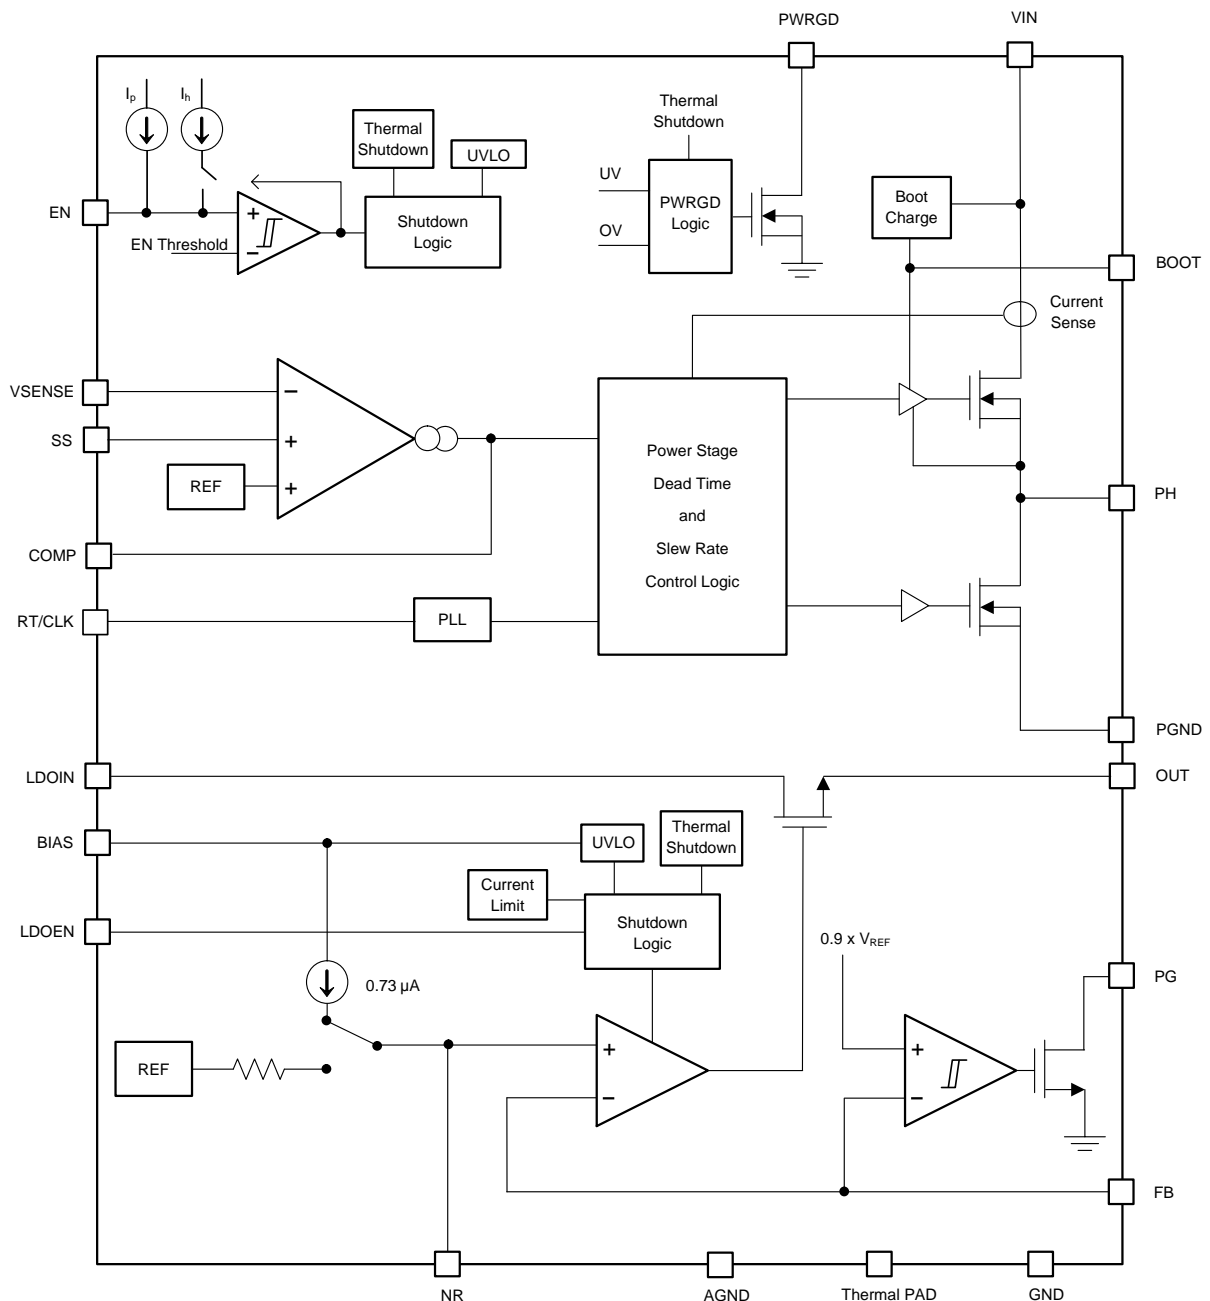 PWRGD
VIN
Ip
Ih
Thermal
Shutdown
UVLO
Thermal
Shutdown
UV
OV
PWRGD
Logic
Boot
Charge
EN
+
−
EN Threshold
Shutdown
Logic
BOOT
Current
Sense
VSENSE
−
SS
+
REF
+
Power Stage
Dead Time
and
Slew Rate
Control Logic
PH
COMP
RT/CLK
PLL
PGND
LDOIN
OUT
BIAS
UVLO
Thermal
Shutdown
Current
Limit
LDOEN
Shutdown
Logic
0.9 x VREF
0.73 µA
PG
REF
+
−
+
−
FB
NR
AGND
Thermal PAD
GND